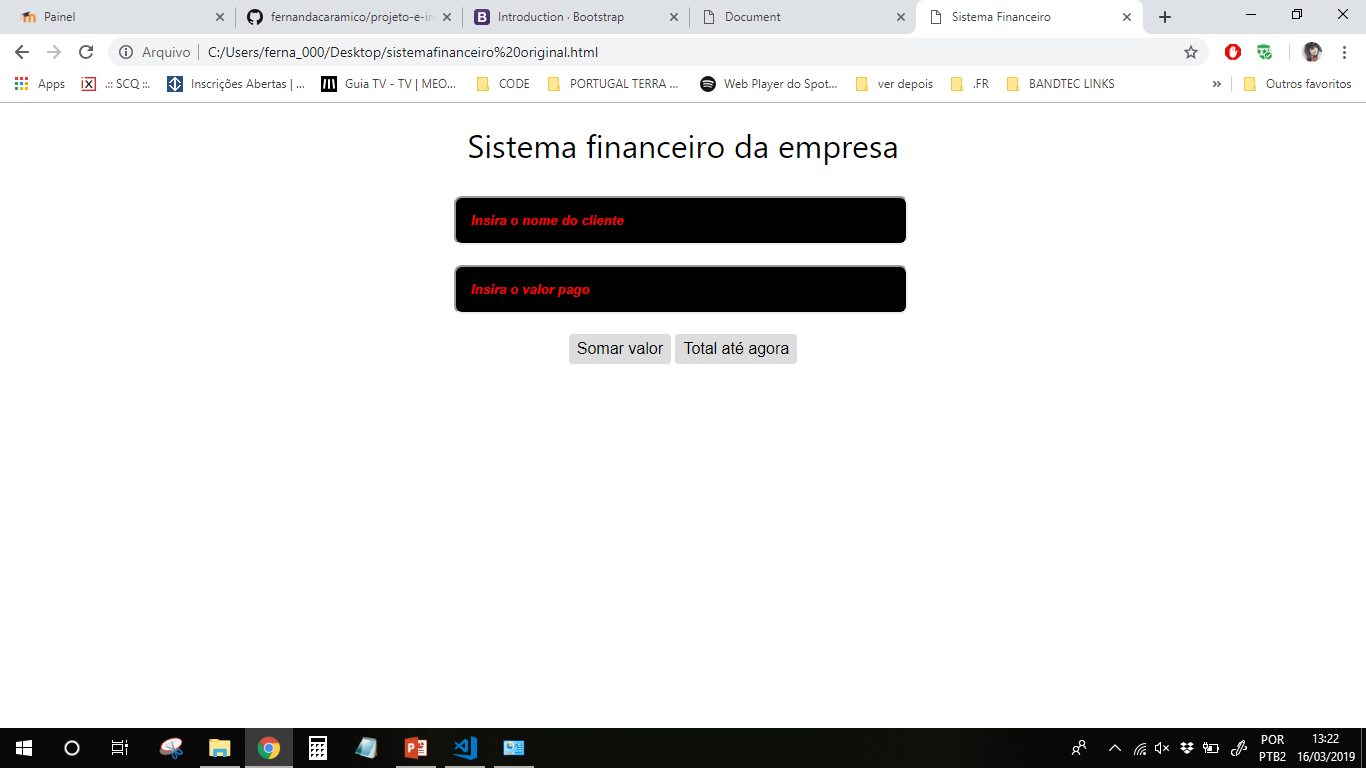 Painel
fernandacaramico/projeto-e-in
Introduction · Bootstrap
Document
Sistema Financeiro
Arquivo
C:/Users/ferna_000/Desktop/sistemafinanceiro%20original.html
Apps
.:: SCQ ::.
Inscrições Abertas | ...
Guia TV - TV | MEO...
CODE
PORTUGAL TERRA ...
Web Player do Spot...
ver depois
.FR
BANDTEC LINKS
»
Outros favoritos
Sistema financeiro da empresa
Insira o nome do cliente
Insira o valor pago
Somar valor
Total até agora
POR
PTB2
13:22
16/03/2019